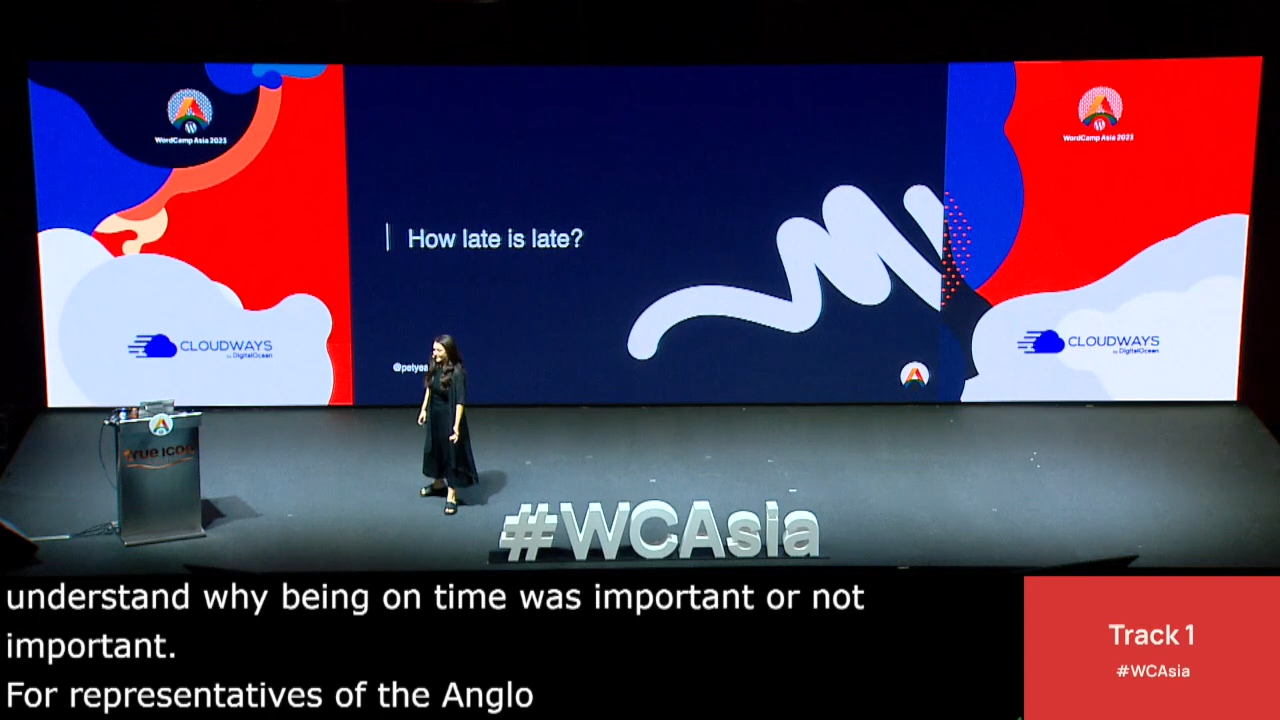 WordCamp Asia 2023
WordCamp Asia 2023
How late is late?
CLOUDWAYS
by DigitalOcean
CLOUDWAYS
by DigitalOcean
true icon
#WCAsia
understand why being on time was important or not
important.
For representatives of the Anglo
Track 1
#WCAsia